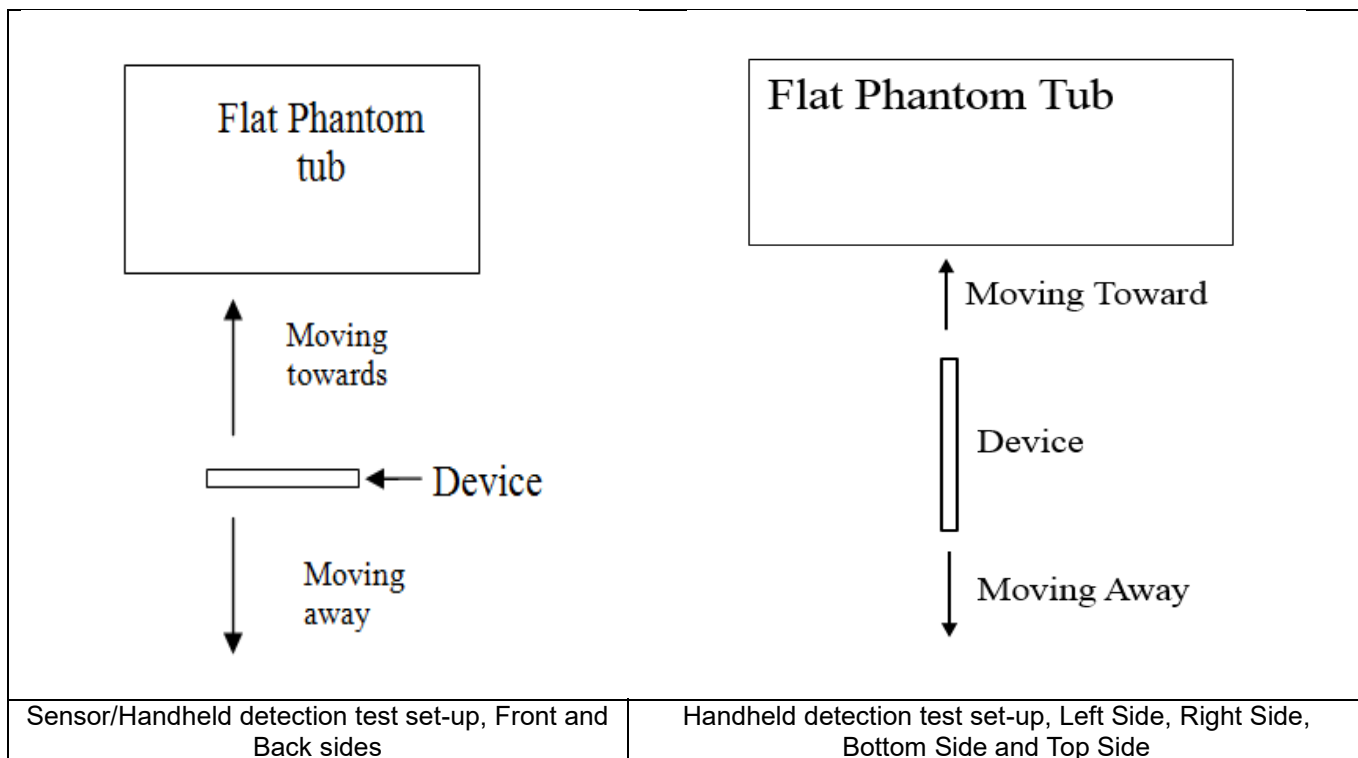 Flat Phantom
tub
Moving
towards
Device
Moving
away
Flat Phantom Tub
Moving Toward
Device
Moving Away
Sensor/Handheld detection test set-up, Front and
Back sides
Handheld detection test set-up, Left Side, Right Side,
Bottom Side and Top Side